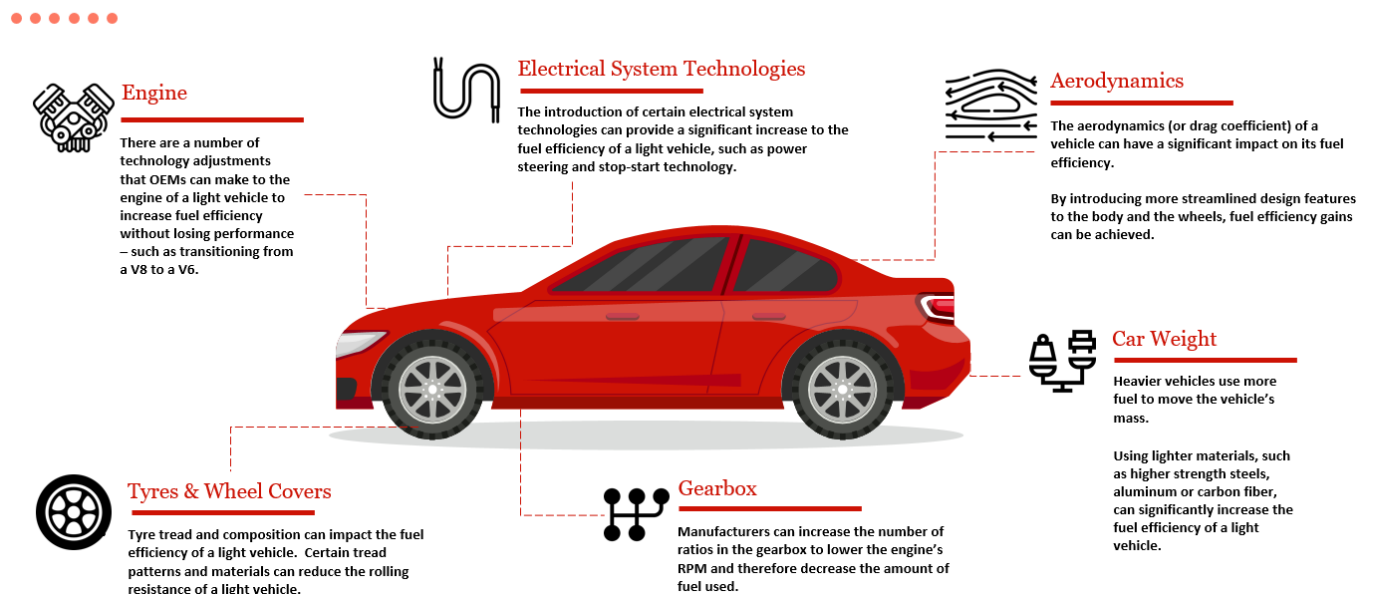 Engine
There are a number of
technology adjustments
that OEMs can make to the
engine of a light vehicle to
increase fuel efficiency
without losing performance
– such as transitioning from
a V8 to a V6.
Electrical System Technologies
The introduction of certain electrical system
technologies can provide a significant increase to the
fuel efficiency of a light vehicle, such as power
steering and stop-start technology.
Aerodynamics
The aerodynamics (or drag coefficient) of a
vehicle can have a significant impact on its fuel
efficiency.
By introducing more streamlined design features
to the body and the wheels, fuel efficiency gains
can be achieved.
Car Weight
Heavier vehicles use more
fuel to move the vehicle’s
mass.
Using lighter materials, such
as higher strength steels,
aluminum or carbon fiber,
can significantly increase the
fuel efficiency of a light
vehicle.
Tyres & Wheel Covers
Tyre tread and composition can impact the fuel
efficiency of a light vehicle. Certain tread
patterns and materials can reduce the rolling
resistance of a light vehicle.
Gearbox
Manufacturers can increase the number of
ratios in the gearbox to lower the engine’s
RPM and therefore decrease the amount of
fuel used.